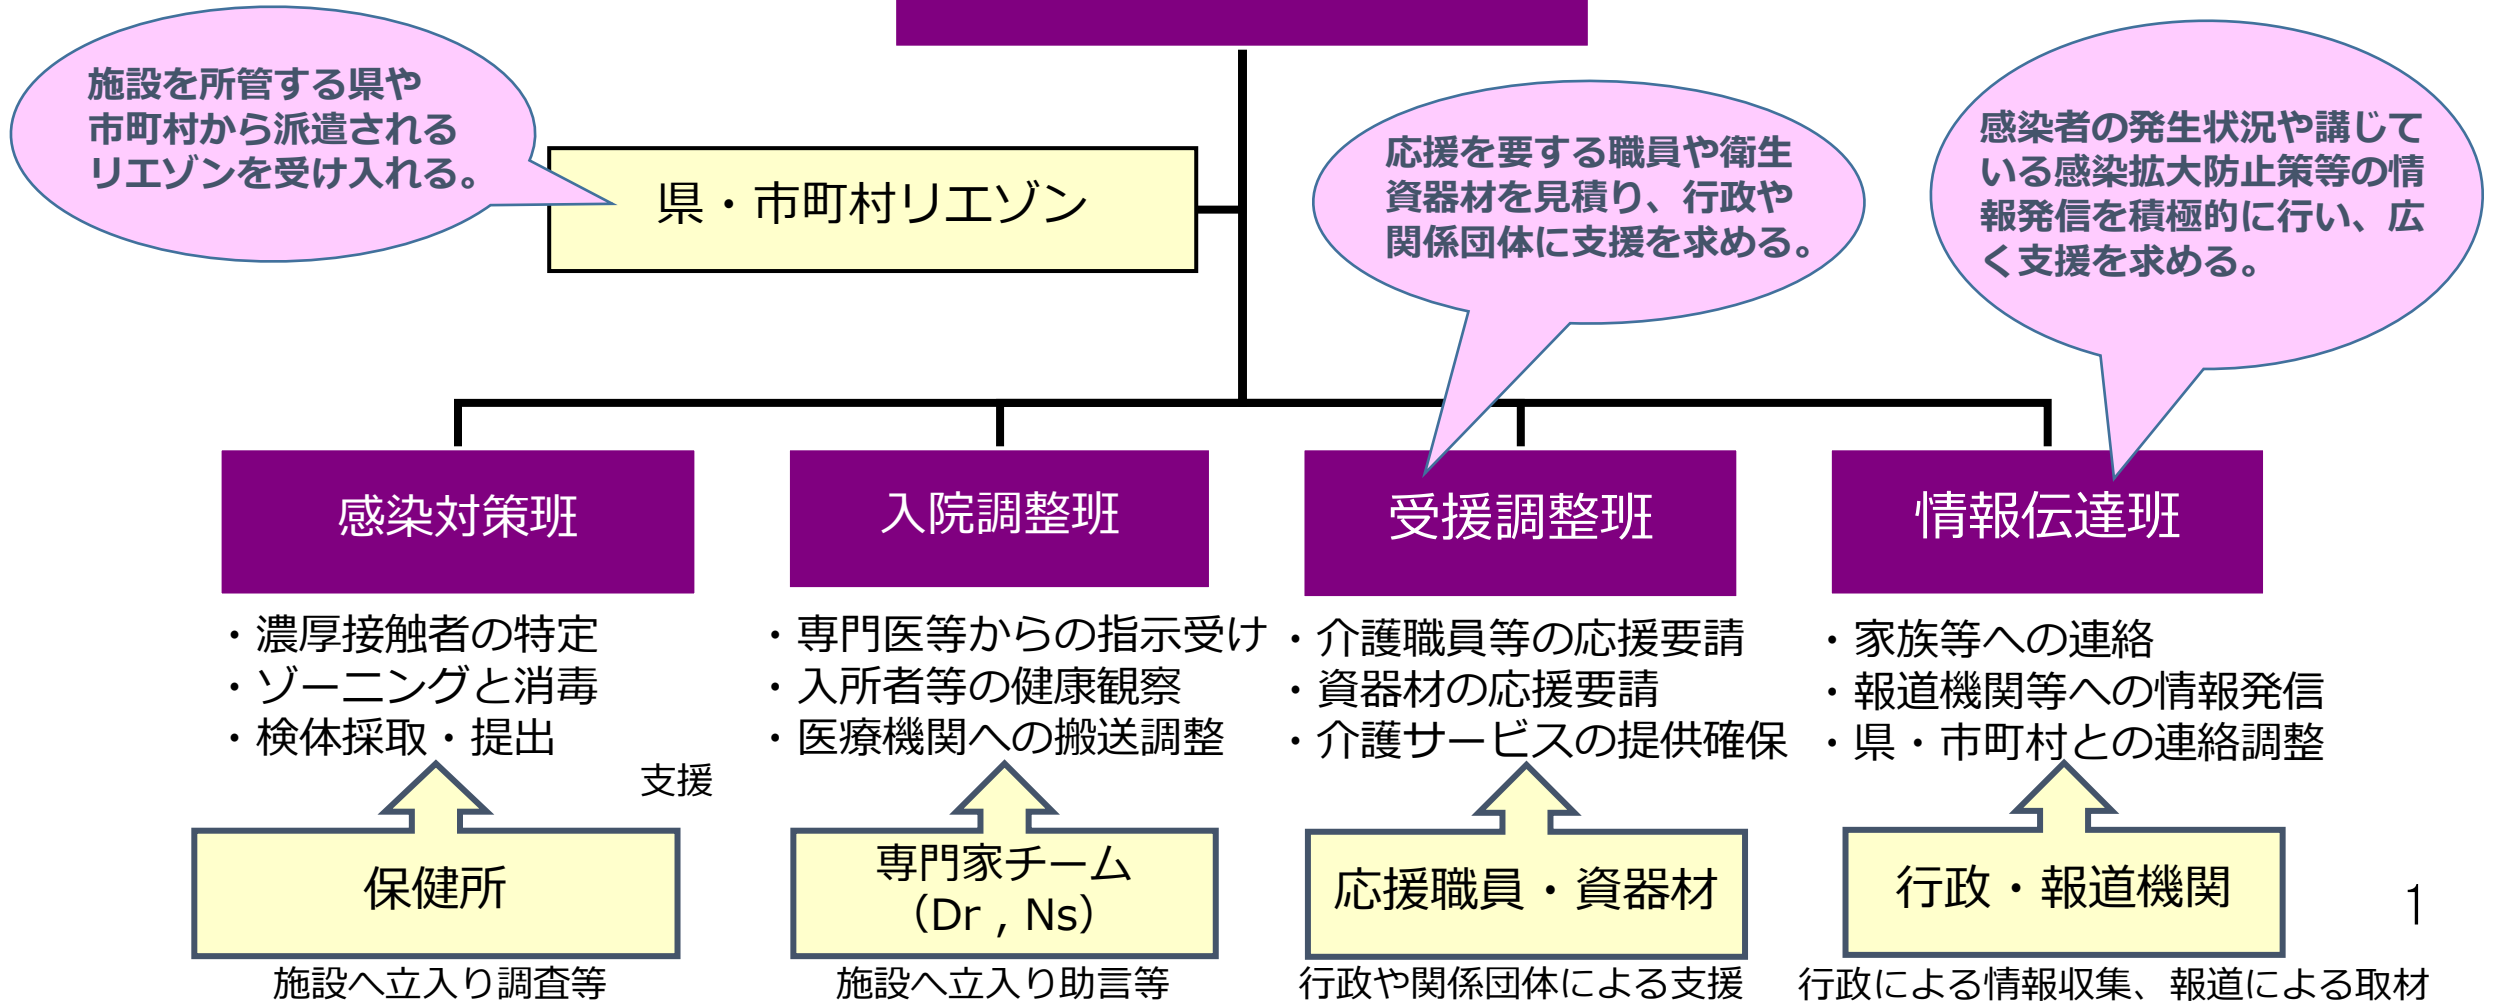 施設を所管する県や
市町村から派遣される
リエゾンを受け入れる。
県・市町村リエゾン
応援を要する職員や衛生
資器材を見積り、行政や
関係団体に支援を求める。
感染者の発生状況や講じて
いる感染拡大防止策等の情
報発信を積極的に行い、広
く支援を求める。
感染対策班
・濃厚接触者の特定
・ゾーニングと消毒
・検体採取・提出
入院調整班
・専門医等からの指示受け
・入所者等の健康観察
・医療機関への搬送調整
受援調整班
・介護職員等の応援要請
・資器材の応援要請
・介護サービスの提供確保
情報伝達班
・家族等への連絡
・報道機関等への情報発信
・県・市町村との連絡調整
支援
保健所
施設へ立入り調査等
専門家チーム
（Dr , Ns）
施設へ立入り助言等
応援職員・資器材
行政や関係団体による支援
行政・報道機関
行政による情報収集、報道による取材
1